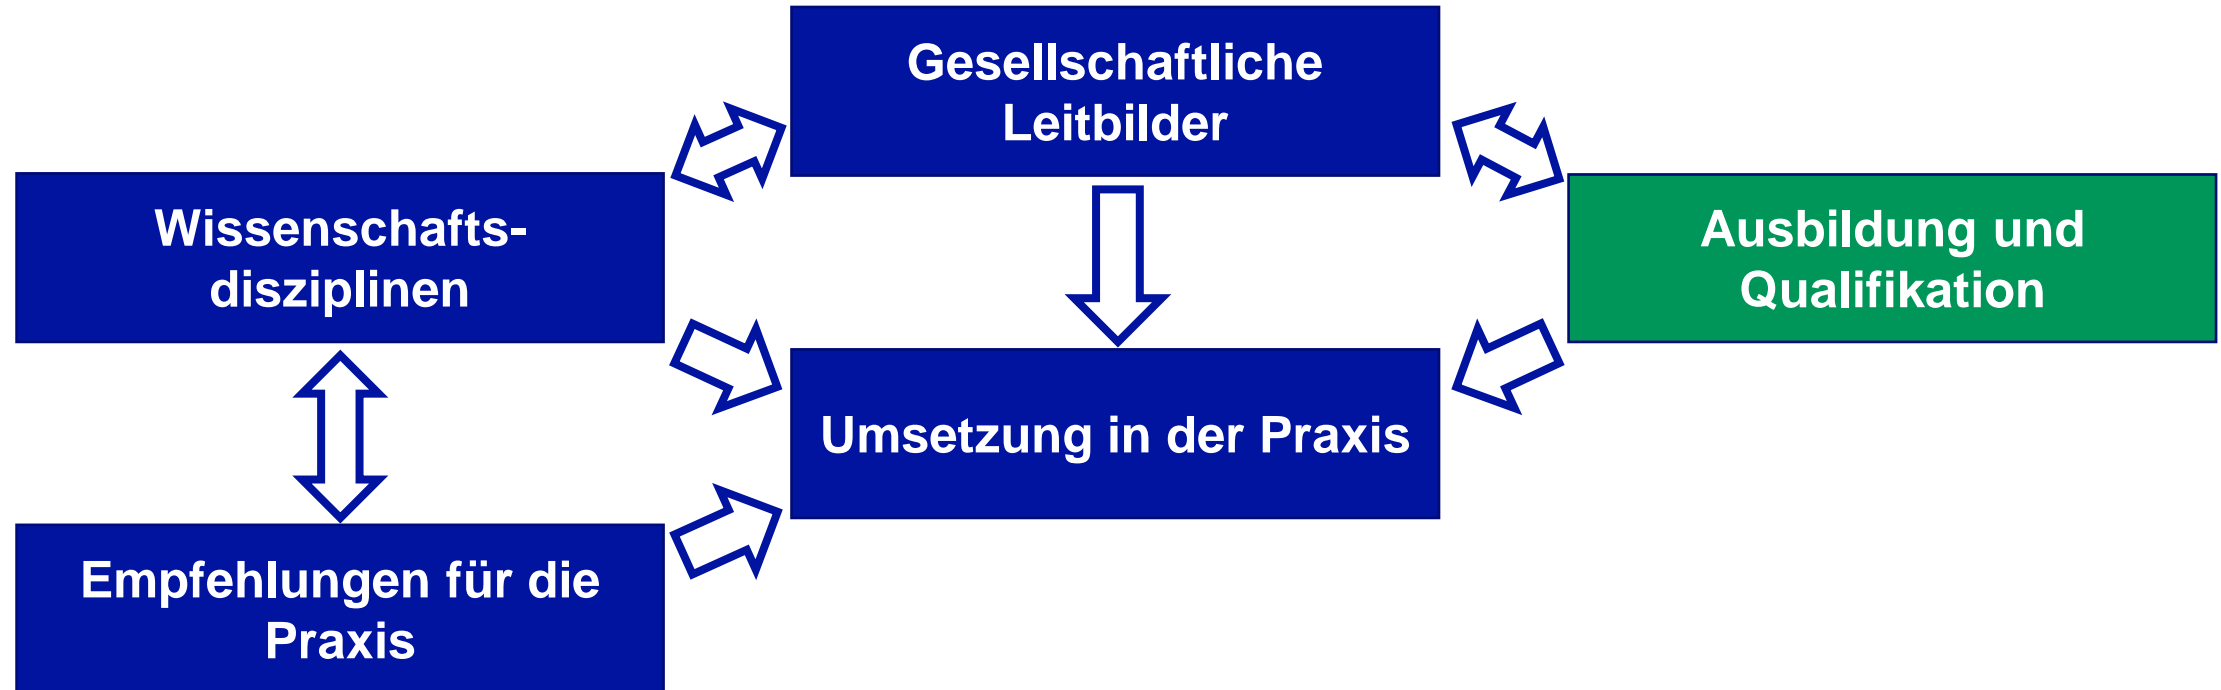 Gesellschaftliche
Leitbilder
Wissenschafts-
disziplinen
Ausbildung und
Qualifikation
Umsetzung in der Praxis
Empfehlungen für die
Praxis